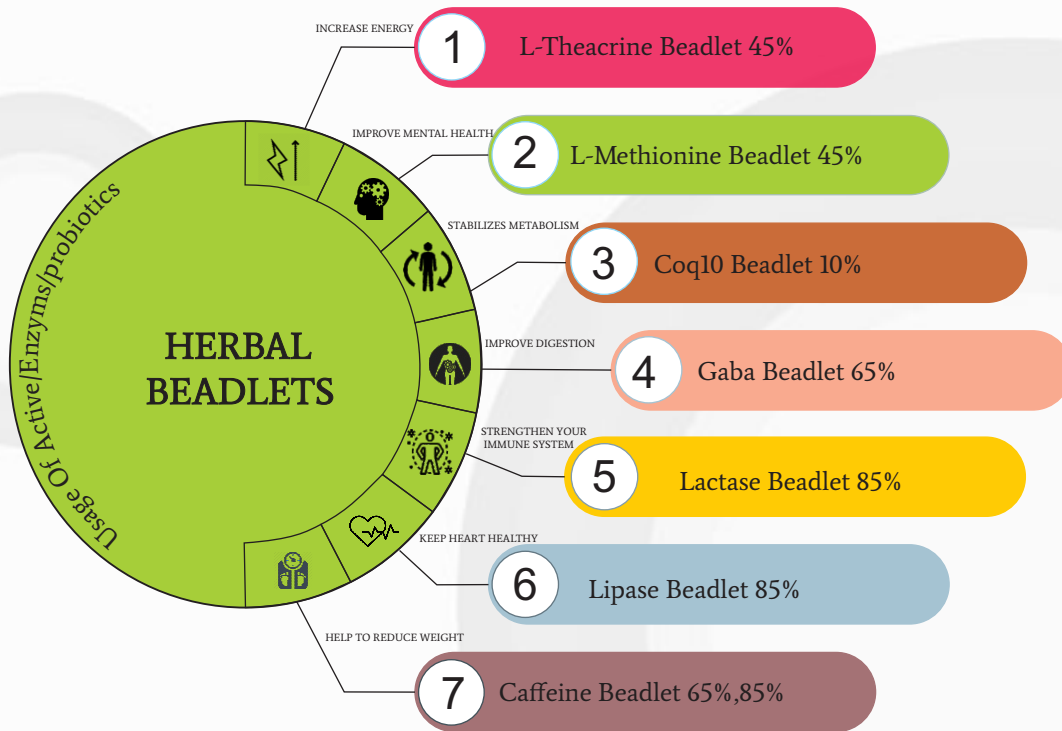 INCREASE ENERGY
1
L-Theacrine Beadlet 45%
IMPROVE MENTAL HEALTH
2
L-Methionine Beadlet 45%
STABILIZES METABOLISM
3
Coq10 Beadlet 10%
IMPROVE DIGESTION
4
Gaba Beadlet 65%
STRENGTHEN YOUR
IMMUNE SYSTEM
5
Lactase Beadlet 85%
KEEP HEART HEALTHY
6
Lipase Beadlet 85%
HELP TO REDUCE WEIGHT
7
Caffeine Beadlet 65%,85%
HERBAL
BEADLETS
Usage Of Active/Enzyms/probiotics